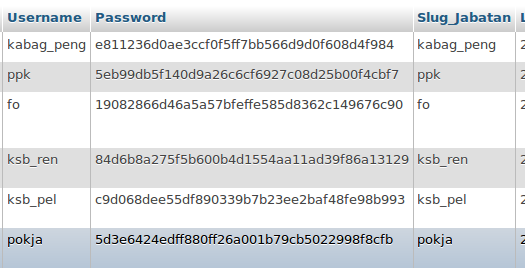 Username Password Slug_Jabatan
kabag_peng e811236d0ae3ccf0f5ff7bb566d9d0f608d4f984 kabag_peng 2
ppk 5eb99db5f140d9a26c6cf6927c08d25b00f4cbf7 ppk 2
fo 19082866d46a5a57bfeffe585d8362c149676c90 fo 2
ksb_ren 84d6b8a275f5b600b4d1554aa11ad39f86a13129 ksb_ren 2
ksb_pel c9d068dee55df890339b7b23ee2baf48fe98b993 ksb_pel 2
pokja 5d3e6424edff880ff26a001b79cb5022998f8cfb pokja 2